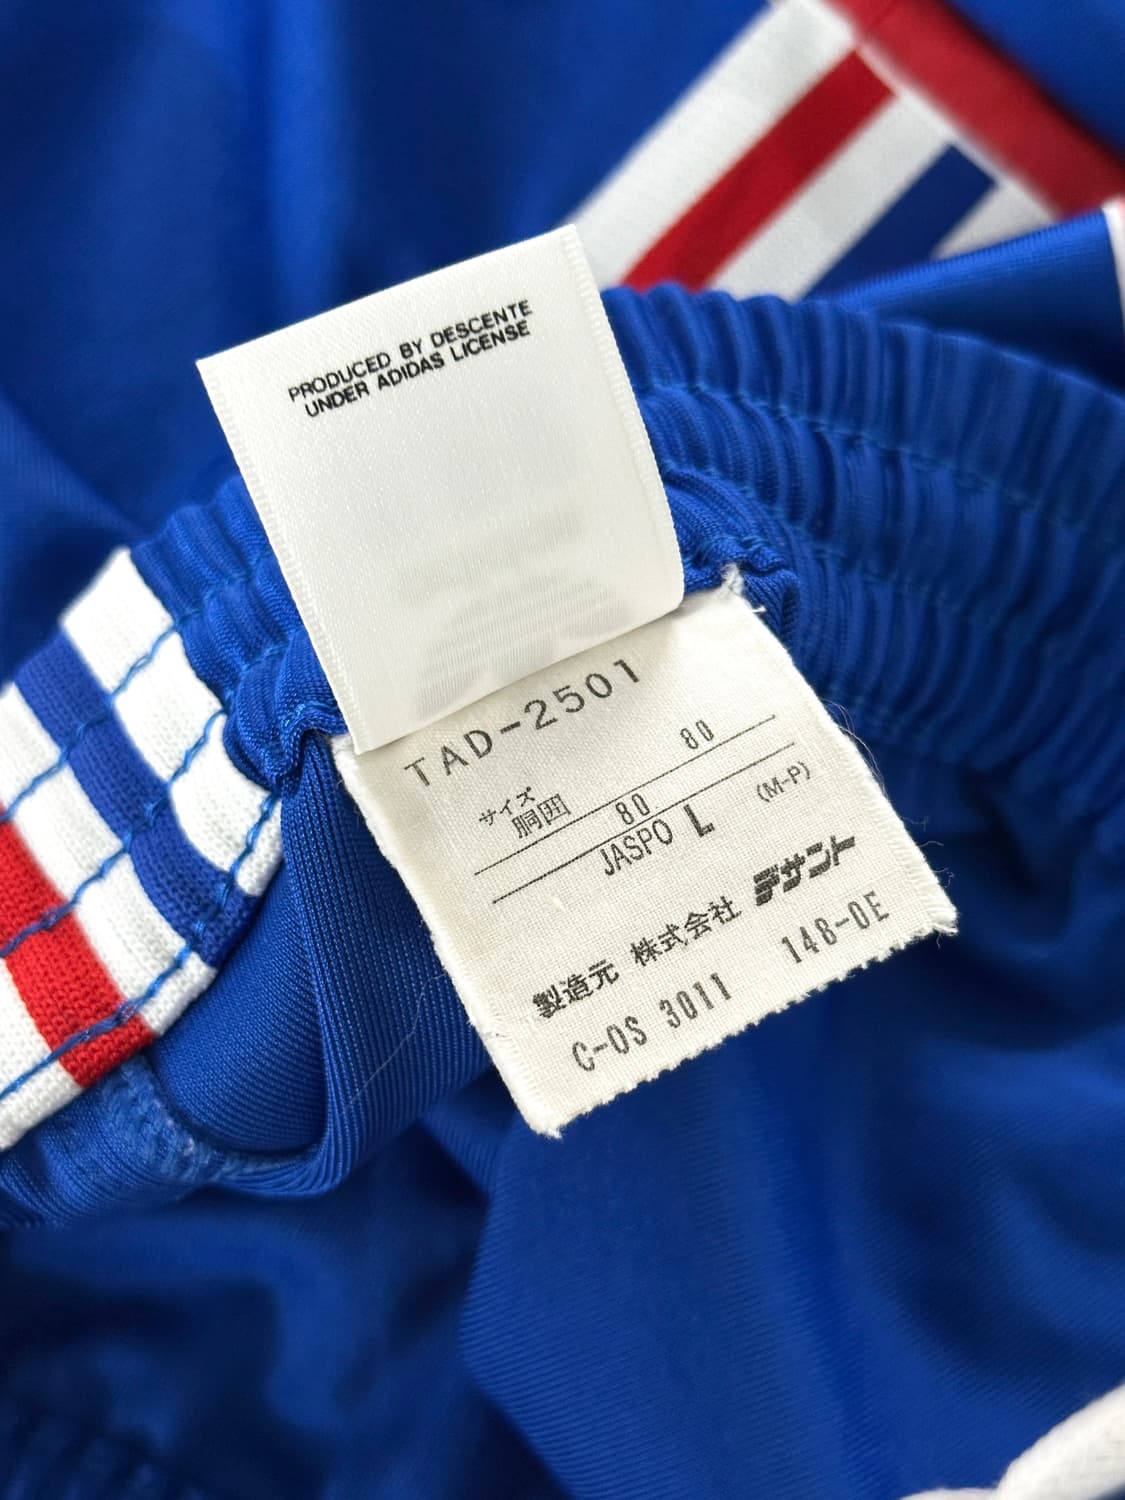 PRODUCED BY DESCENTE
UNDER ADIDAS LICENSE
TAD-2501
サイズ 80
胴囲 80 (M-P)
JASPO L
製造元 株式会社 デサント
C-OS 3011 148-0E